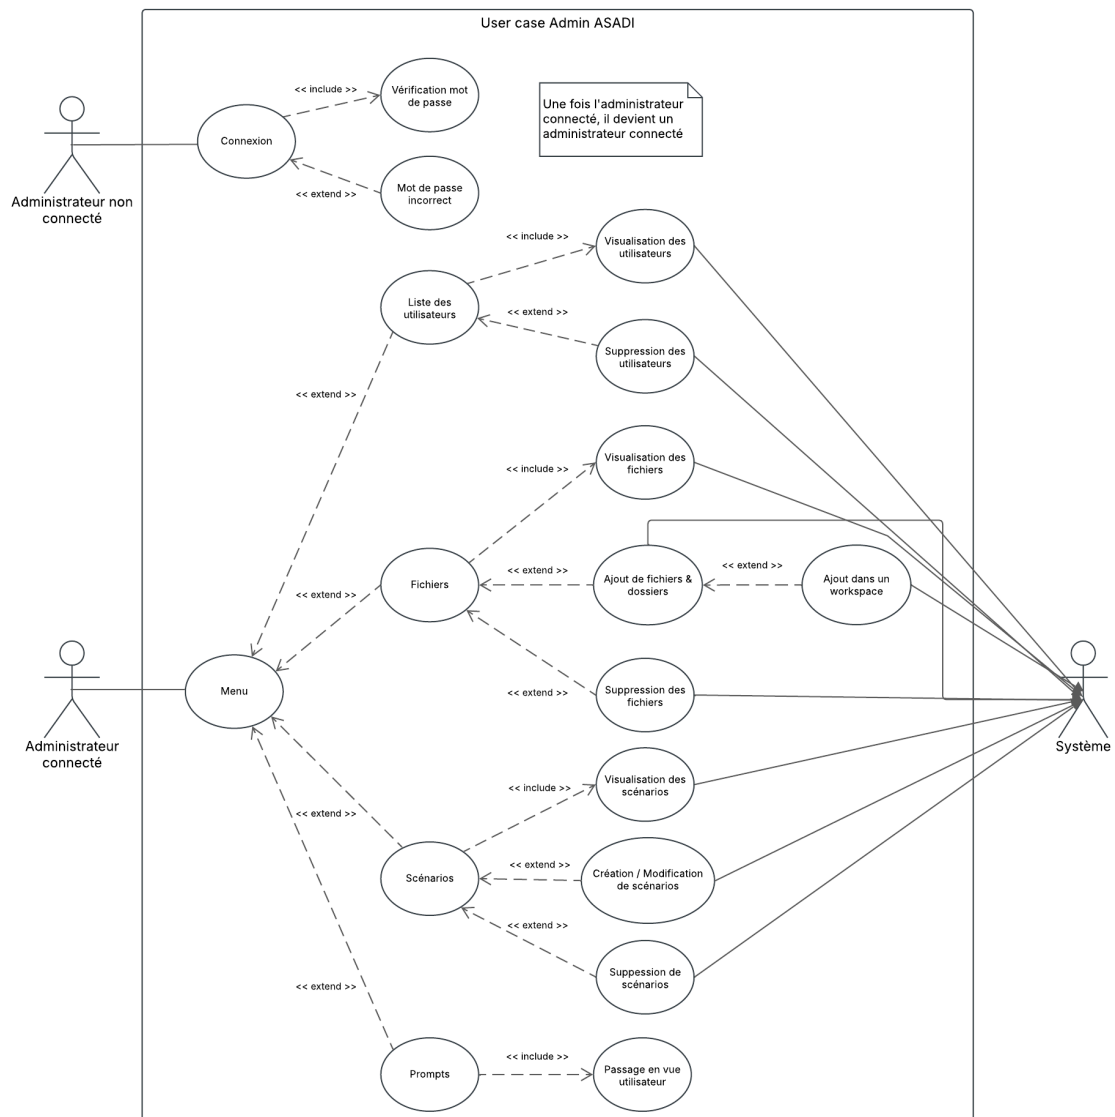 User case Admin ASADI
<< include >>
Vérification mot
de passe
Une fois l'administrateur
connecté, il devient un
administrateur connecté
Connexion
Administrateur non
connecté
<< extend >>
Mot de passe
incorrect
<< include >>
Visualisation des
utilisateurs
Liste des
utilisateurs
<< extend >>
Suppression des
utilisateurs
<< extend >>
<< include >>
Visualisation des
fichiers
<< extend >>
Fichiers
<< extend >>
Ajout de fichiers &
dossiers
<< extend >>
Ajout dans un
workspace
<< extend >>
Suppression des
fichiers
Menu
Administrateur
connecté
Système
<< include >>
Visualisation des
scénarios
<< extend >>
Scénarios
<< extend >>
Création / Modification
de scénarios
<< extend >>
Suppession de
scénarios
<< extend >>
Prompts
<< include >>
Passage en vue
utilisateur